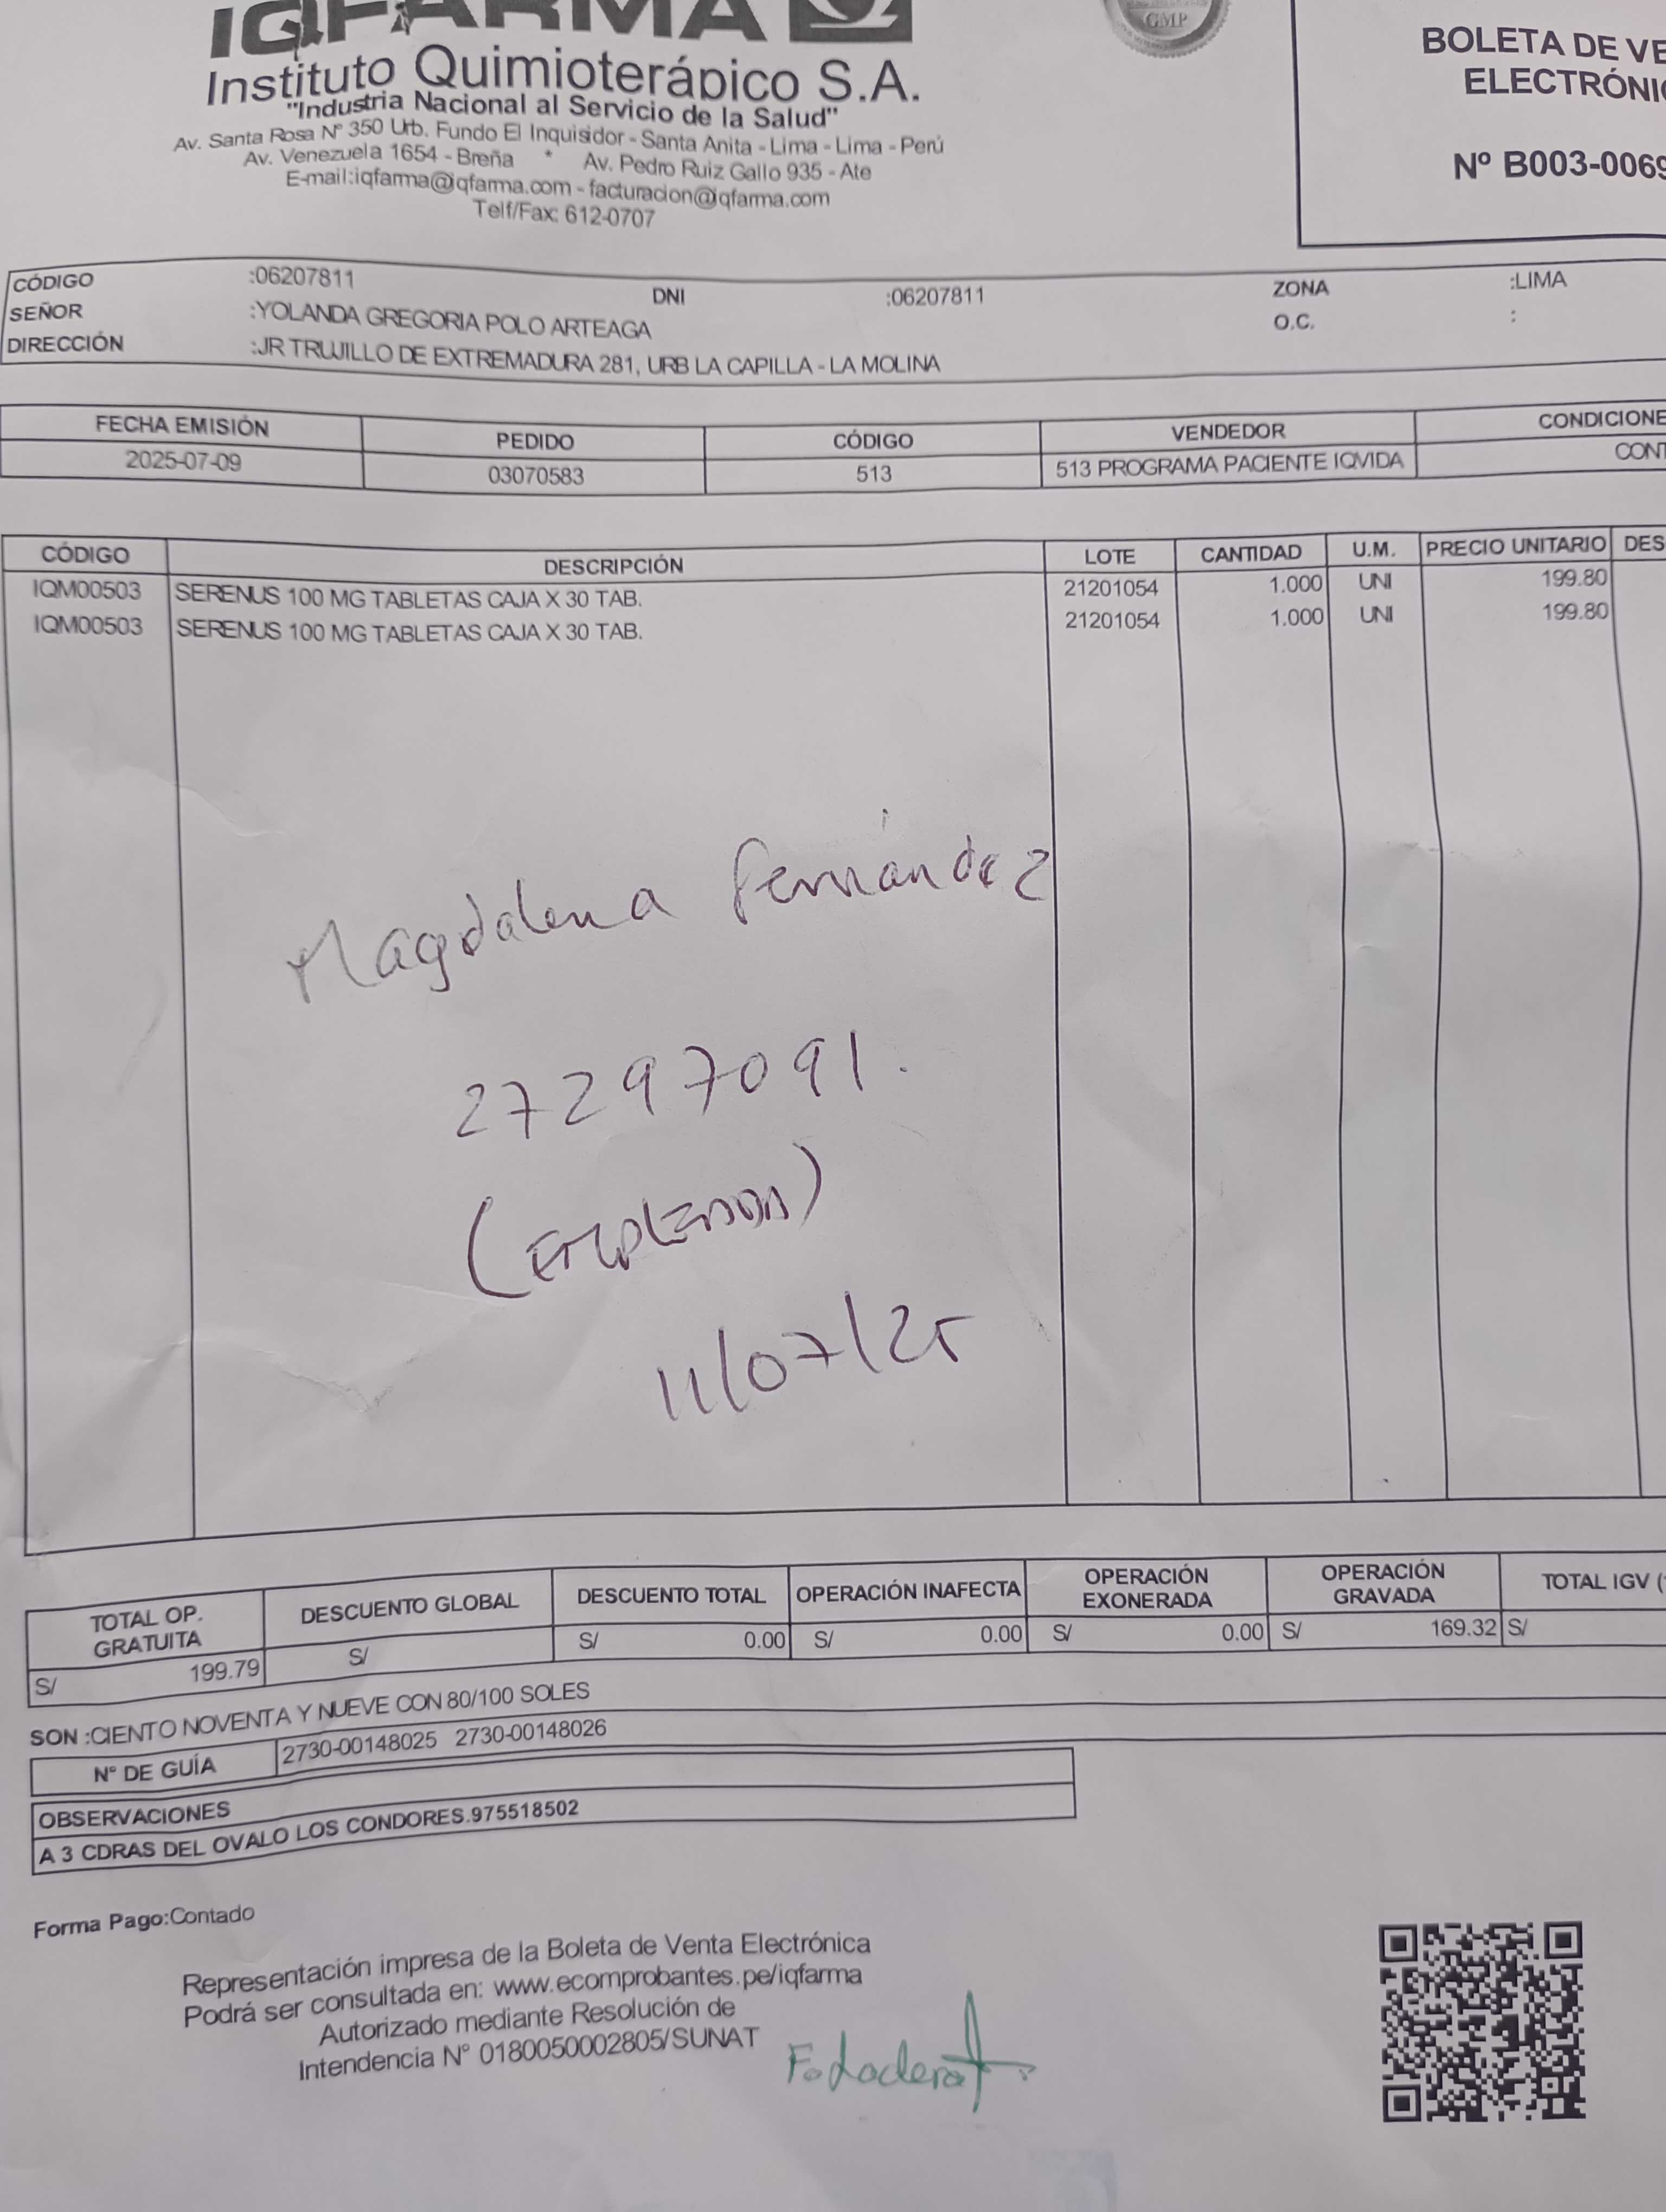 IQFARMA
GMP
Instituto Quimioterápico S.A.
"Industria Nacional al Servicio de la Salud"
Av. Santa Rosa Nº 350 Urb. Fundo El Inquisidor - Santa Anita - Lima - Lima - Perú
Av. Venezuela 1654 - Breña * Av. Pedro Ruiz Gallo 935 - Ate
E-mail:iqfarma@iqfarma.com - facturacion@iqfarma.com
Telf/Fax: 612-0707
BOLETA DE VE
ELECTRÓNI
Nº B003-0069
CÓDIGO :06207811 DNI :06207811 ZONA :LIMA
SEÑOR :YOLANDA GREGORIA POLO ARTEAGA O.C. :
DIRECCIÓN :JR TRUJILLO DE EXTREMADURA 281, URB LA CAPILLA - LA MOLINA
FECHA EMISIÓN PEDIDO CÓDIGO VENDEDOR CONDICIONE
2025-07-09 03070583 513 513 PROGRAMA PACIENTE IQVIDA CONT
CÓDIGO DESCRIPCIÓN LOTE CANTIDAD U.M. PRECIO UNITARIO DES
IQM00503 SERENUS 100 MG TABLETAS CAJA X 30 TAB. 21201054 1.000 UNI 199.80
IQM00503 SERENUS 100 MG TABLETAS CAJA X 30 TAB. 21201054 1.000 UNI 199.80
Magdalena Fernández
27297091.
(EMPLEADA)
11/07/25
TOTAL OP. GRATUITA DESCUENTO GLOBAL DESCUENTO TOTAL OPERACIÓN INAFECTA OPERACIÓN EXONERADA OPERACIÓN GRAVADA TOTAL IGV (
S/ 199.79 S/ S/ 0.00 S/ 0.00 S/ 0.00 S/ 169.32 S/
SON :CIENTO NOVENTA Y NUEVE CON 80/100 SOLES
N° DE GUÍA 2730-00148025 2730-00148026
OBSERVACIONES
A 3 CDRAS DEL OVALO LOS CONDORES.975518502
Forma Pago:Contado
Representación impresa de la Boleta de Venta Electrónica
Podrá ser consultada en: www.ecomprobantes.pe/iqfarma
Autorizado mediante Resolución de
Intendencia N° 0180050002805/SUNAT